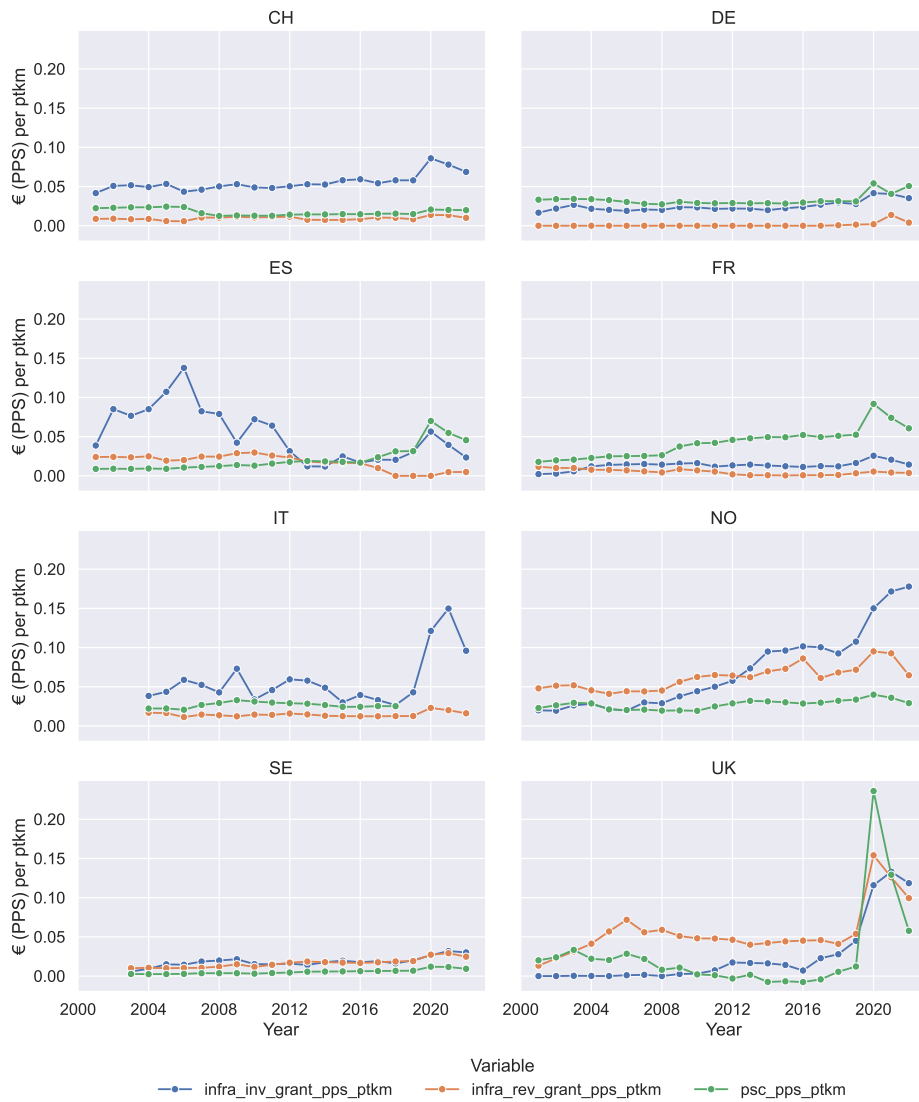 CH
DE
€ (PPS) per ptkm
0.20
0.15
0.10
0.05
0.00
ES
FR
€ (PPS) per ptkm
0.20
0.15
0.10
0.05
0.00
IT
NO
€ (PPS) per ptkm
0.20
0.15
0.10
0.05
0.00
SE
UK
€ (PPS) per ptkm
0.20
0.15
0.10
0.05
0.00
2000 2004 2008 2012 2016 2020
2000 2004 2008 2012 2016 2020
Year
Year
Variable
infra_inv_grant_pps_ptkm infra_rev_grant_pps_ptkm psc_pps_ptkm